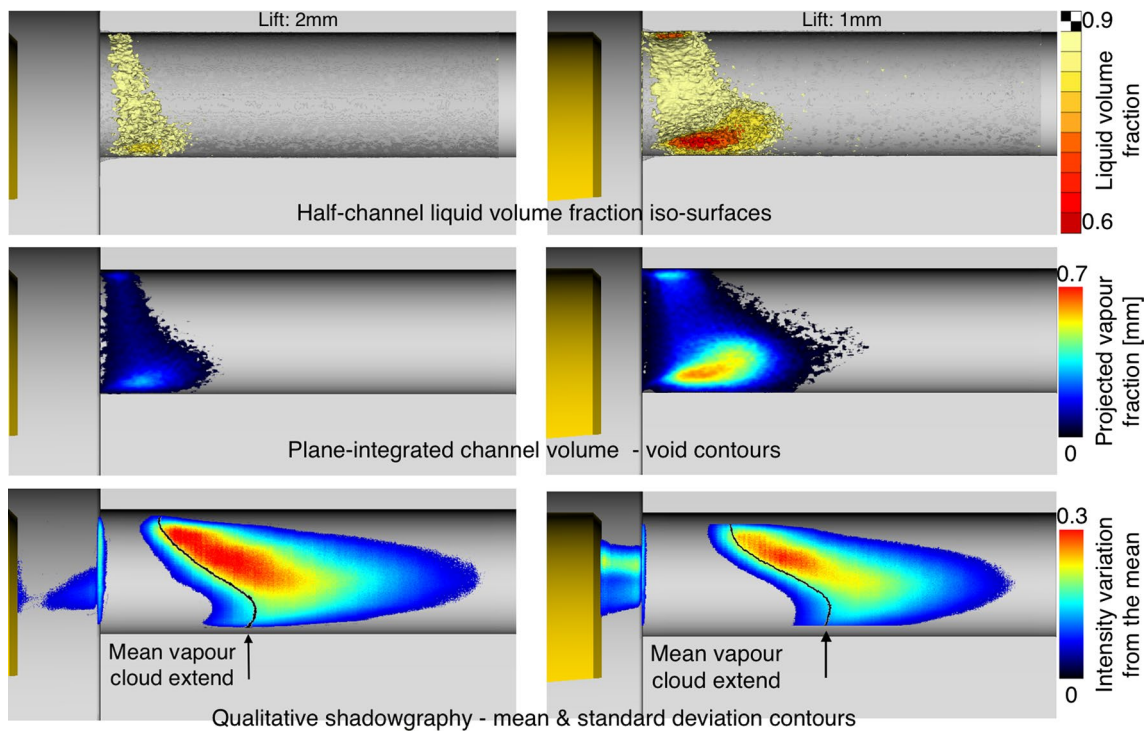 Lift: 2mm
Lift: 1mm
0.9
Liquid volume
fraction
0.6
Half-channel liquid volume fraction iso-surfaces
0.7
Projected vapour
fraction [mm]
0
Plane-integrated channel volume - void contours
0.3
Intensity variation
from the mean
0
Mean vapour
cloud extend
Mean vapour
cloud extend
Qualitative shadowgraphy - mean & standard deviation contours